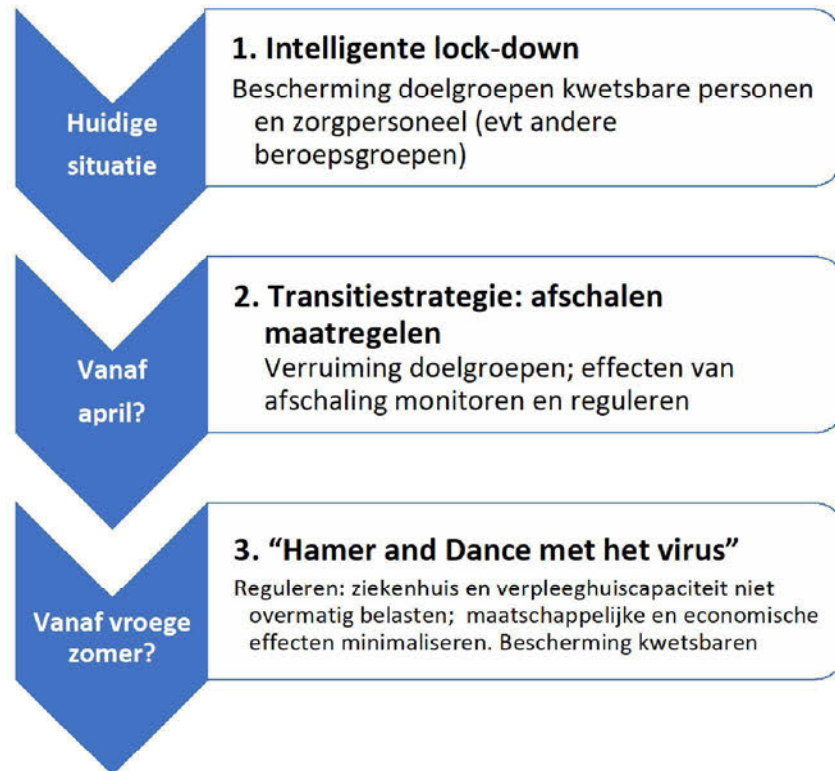 Huidige
situatie
1. Intelligente lock-down
Bescherming doelgroepen kwetsbare personen
en zorgpersoneel (evt andere
beroepsgroepen)
Vanaf
april?
2. Transitiestrategie: afschalen
maatregelen
Verruiming doelgroepen; effecten van
afschaling monitoren en reguleren
Vanaf vroege
zomer?
3. “Hamer and Dance met het virus”
Reguleren: ziekenhuis en verpleeghuiscapaciteit niet
overmatig belasten; maatschappelijke en economische
effecten minimaliseren. Bescherming kwetsbaren